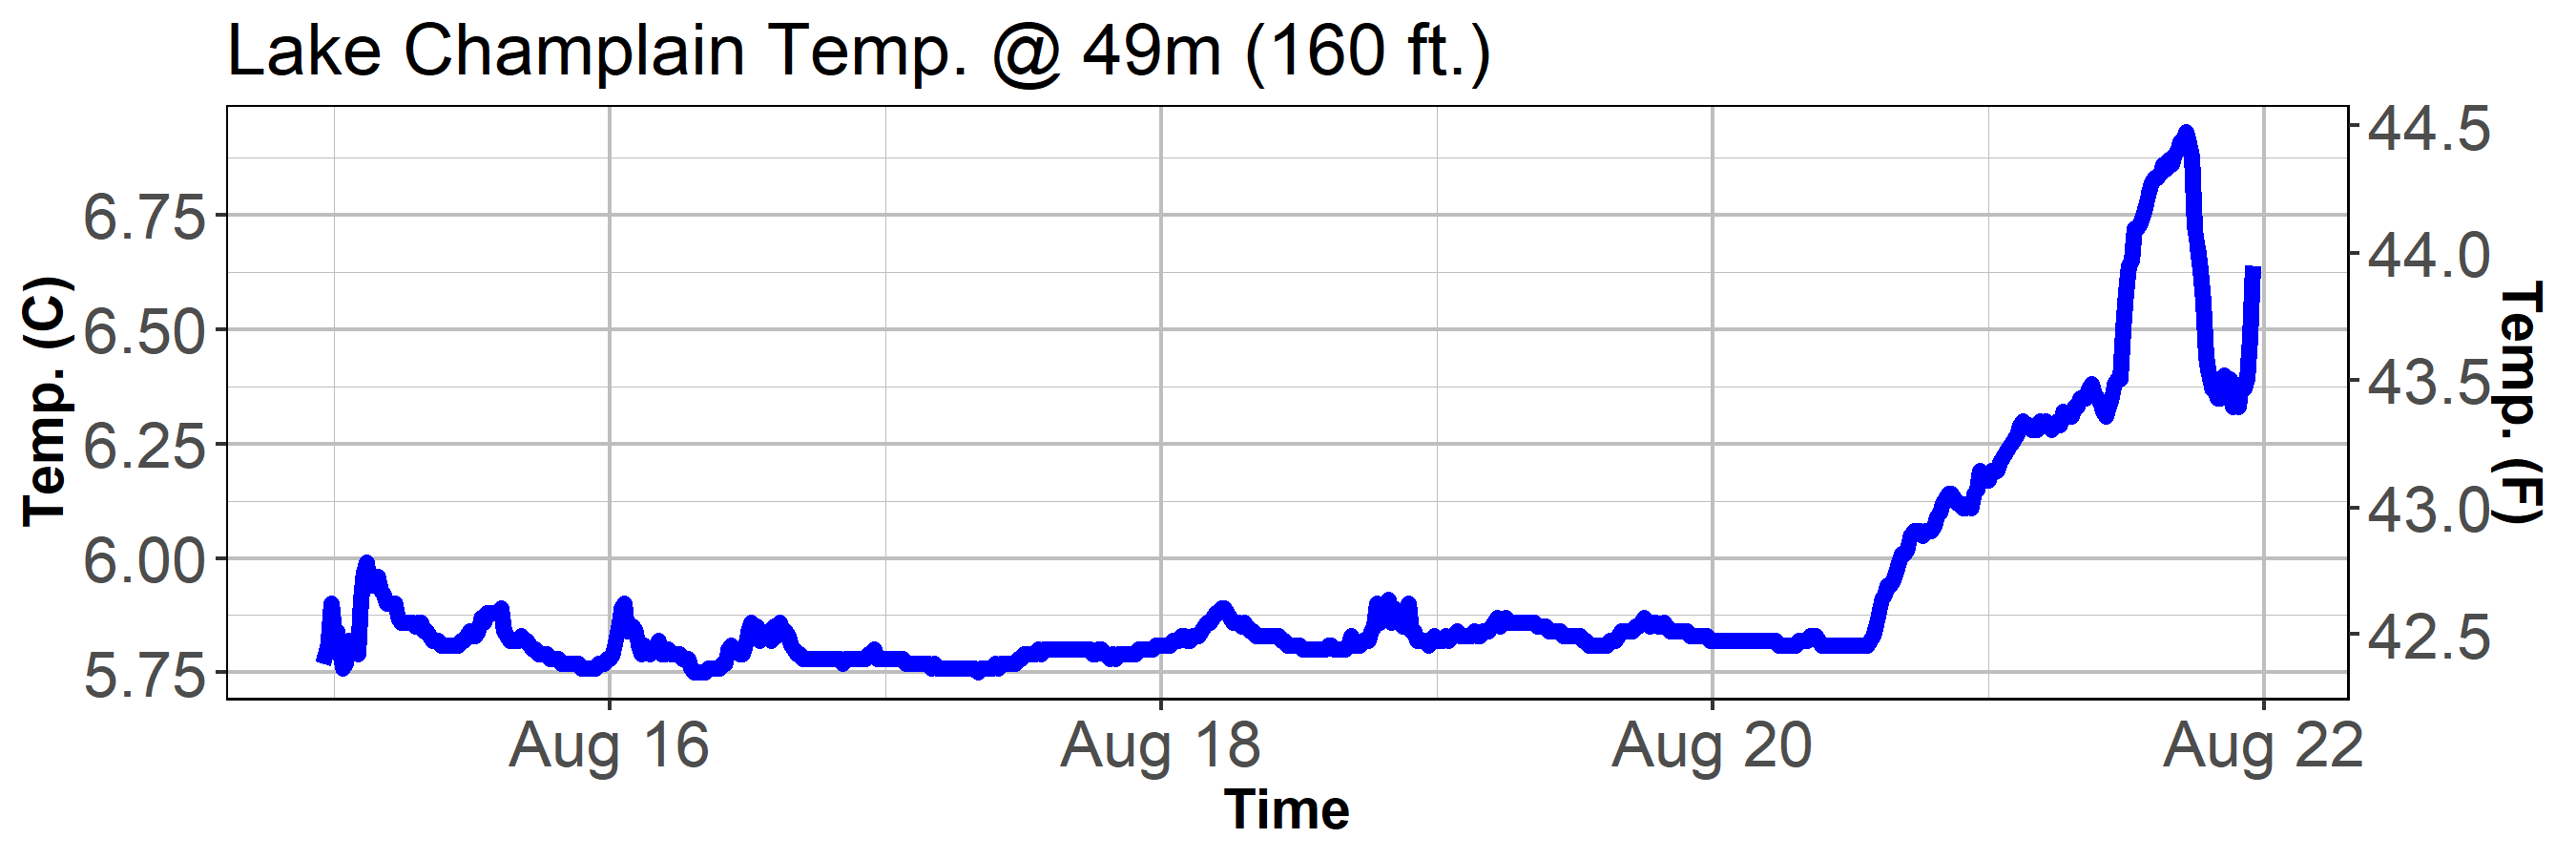 Lake Champlain Temp. @ 49m (160 ft.)
Temp. (C)
6.75
6.50
6.25
6.00
5.75
44.5
44.0
43.5
43.0
42.5
Temp. (F)
Aug 16 Aug 18 Aug 20 Aug 22
Time